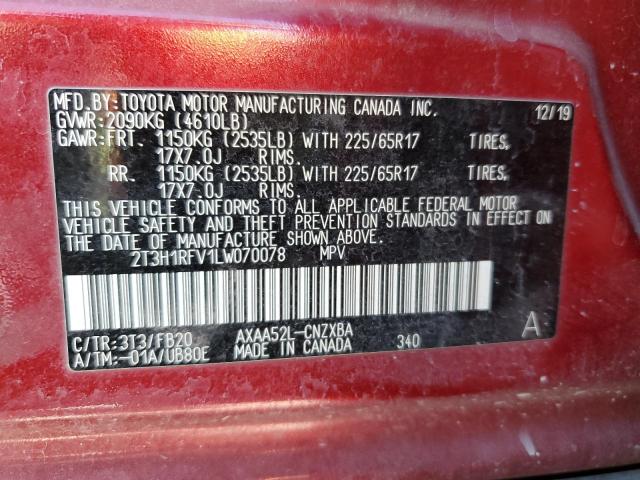 MFD.BY:TOYOTA MOTOR MANUFACTURING CANADA INC.
GVWR:2090KG (4610LB) 12/19
GAWR:FRT. 1150KG (2535LB) WITH 225/65R17 TIRES,
17X7.0J RIMS.
RR. 1150KG (2535LB) WITH 225/65R17 TIRES,
17X7.0J RIMS.
THIS VEHICLE CONFORMS TO ALL APPLICABLE FEDERAL MOTOR
VEHICLE SAFETY AND THEFT PREVENTION STANDARDS IN EFFECT ON
THE DATE OF MANUFACTURE SHOWN ABOVE.
2T3H1RFV1LW070078 MPV
C/TR:3T3/FB20 AXAA52L-CNZXBA
A/TM:-01A/UB80E MADE IN CANADA 340 A